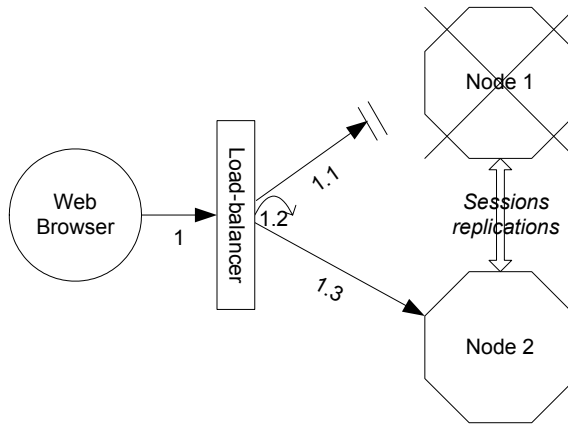 Node 1
Web
Browser
1
Load-balancer
1.1
1.2
1.3
Sessions
replications
Node 2